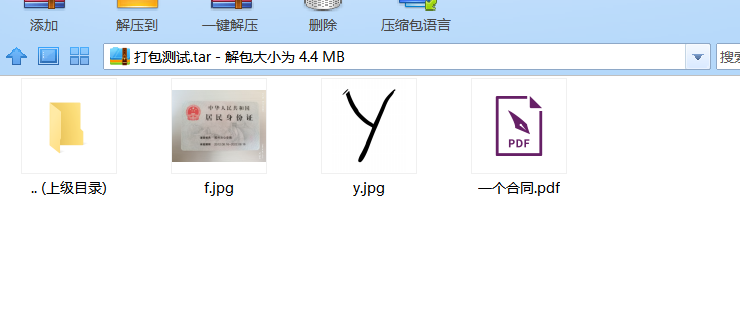 添加 解压到 一键解压 删除 压缩包语言
打包测试.tar - 解包大小为 4.4 MB
搜索
中华人民共和国
居民身份证
PDF
.. (上级目录) f.jpg y.jpg 一个合同.pdf